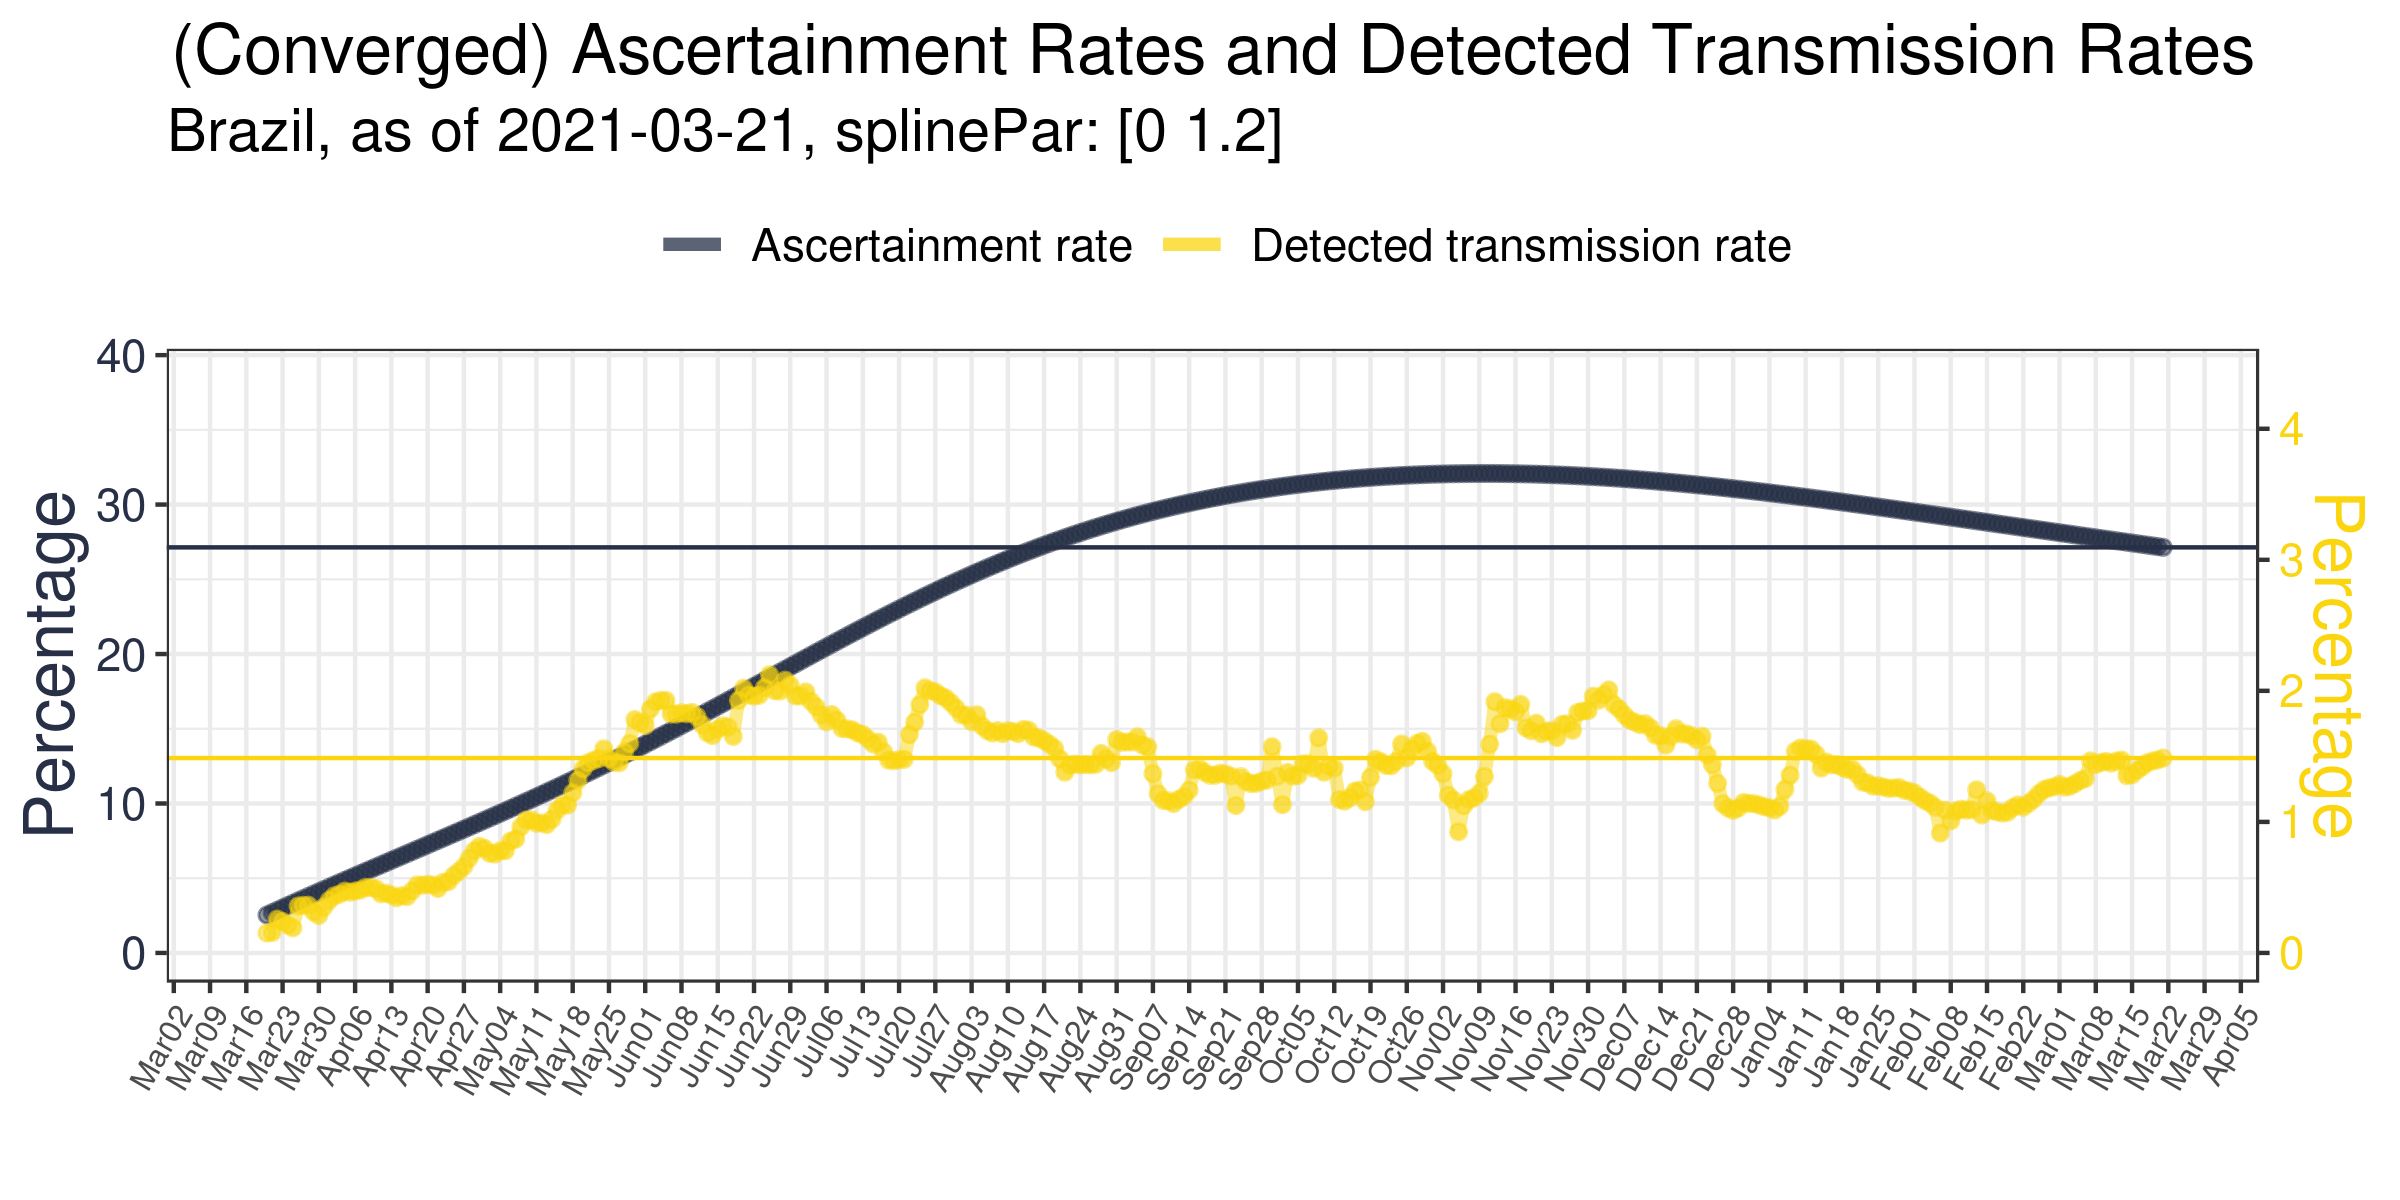 (Converged) Ascertainment Rates and Detected Transmission Rates
Brazil, as of 2021-03-21, splinePar: [0 1.2]
Ascertainment rate
Detected transmission rate
Percentage
40
30
20
10
0
4
3
2
1
0
Percentage
Mar02
Mar09
Mar16
Mar23
Mar30
Apr06
Apr13
Apr20
Apr27
May04
May11
May18
May25
Jun01
Jun08
Jun15
Jun22
Jun29
Jul06
Jul13
Jul20
Jul27
Aug03
Aug10
Aug17
Aug24
Aug31
Sep07
Sep14
Sep21
Sep28
Oct05
Oct12
Oct19
Oct26
Nov02
Nov09
Nov16
Nov23
Nov30
Dec07
Dec14
Dec21
Dec28
Jan04
Jan11
Jan18
Jan25
Feb01
Feb08
Feb15
Feb22
Mar01
Mar08
Mar15
Mar22
Mar29
Apr05